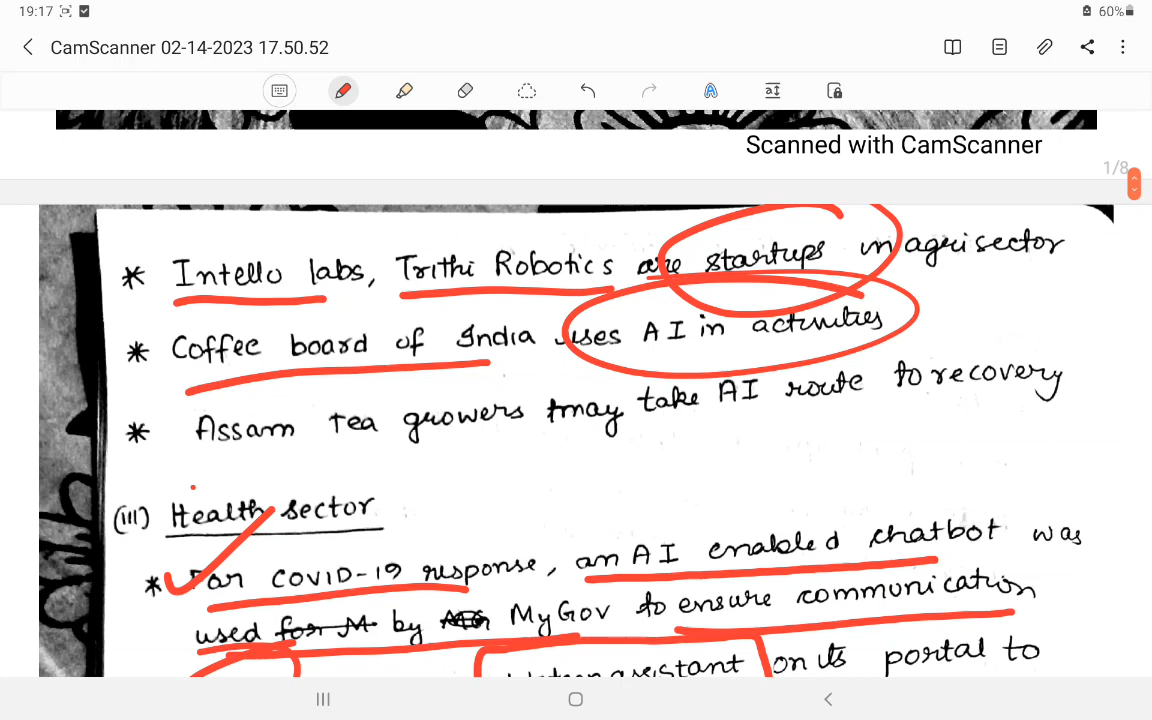 19:17
60%
CamScanner 02-14-2023 17.50.52
Scanned with CamScanner
1/8
* Intello labs, Trithi Robotics are startups in agrisector
* Coffee board of India uses AI in activities
* Assam Tea growers may take AI route to recovery
(iii) Health sector
* For COVID-19 response, an AI enabled chatbot was
used for M by MyGov to ensure communication
assistant on its portal to